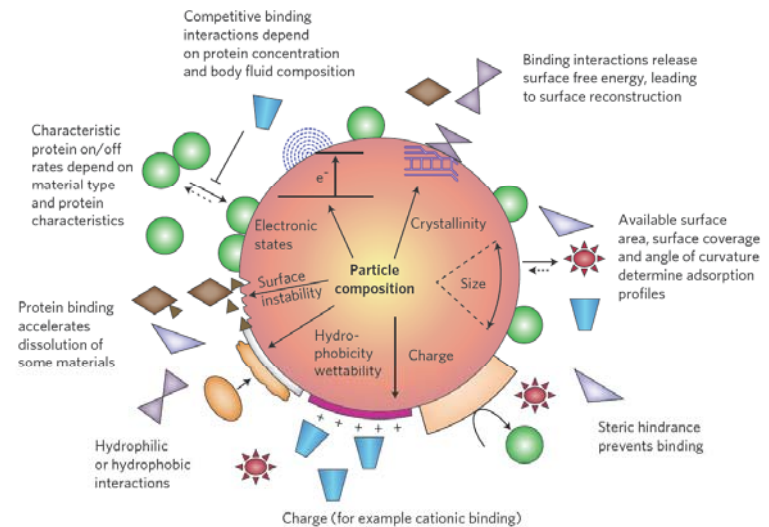 Competitive binding
interactions depend
on protein concentration
and body fluid composition
Binding interactions release
surface free energy, leading
to surface reconstruction
Characteristic
protein on/off
rates depend on
material type
and protein
characteristics
e-
Crystallinity
Electronic
states
Available surface
area, surface coverage
and angle of curvature
determine adsorption
profiles
Particle
composition
Surface
instability
Size
Protein binding
accelerates
dissolution of
some materials
Hydro-
phobicity
wettability
Charge
Hydrophilic
or hydrophobic
interactions
+ + + + + +
Steric hindrance
prevents binding
Charge (for example cationic binding)